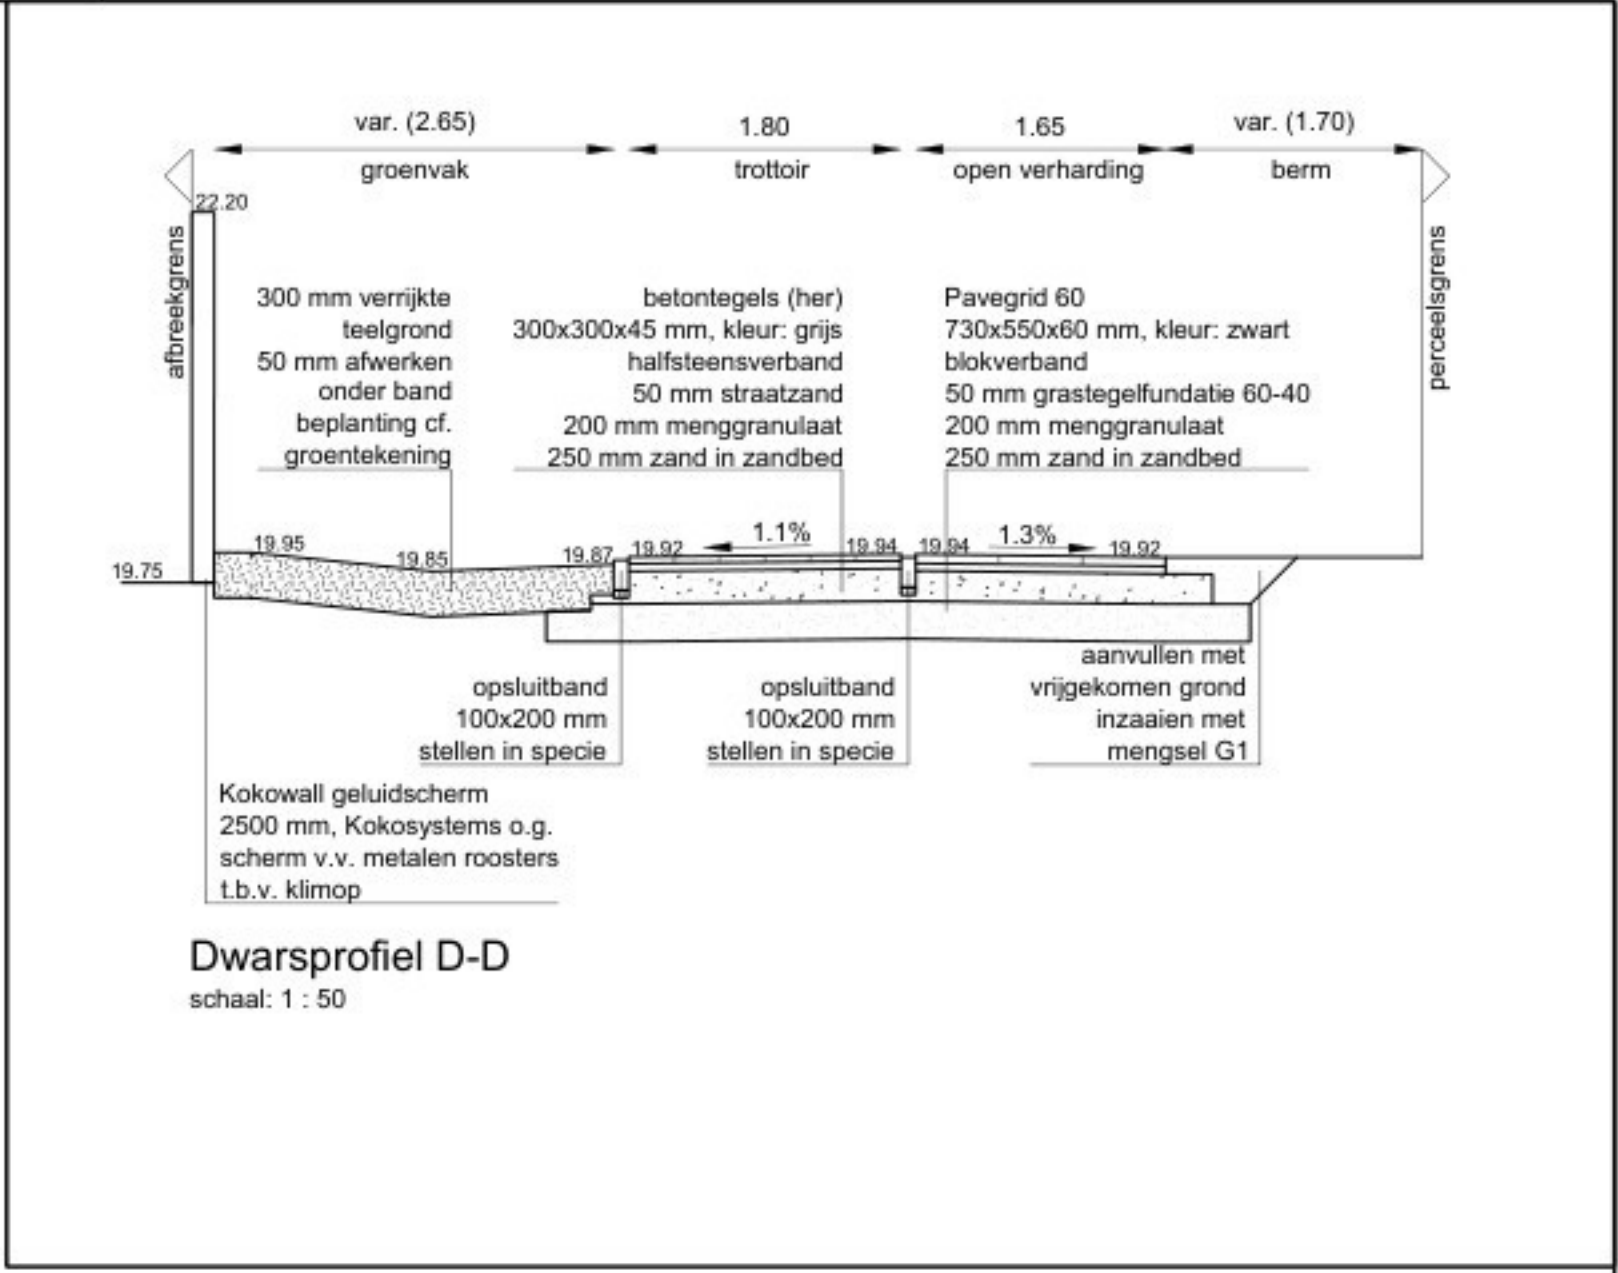 var. (2.65)
1.80
1.65
var. (1.70)
groenvak
trottoir
open verharding
berm
22.20
afbreekgrens
perceelsgrens
300 mm verrijkte
teelgrond
50 mm afwerken
onder band
beplanting cf.
groentekening
betontegels (her)
300x300x45 mm, kleur: grijs
halfsteensverband
50 mm straatzand
200 mm menggranulaat
250 mm zand in zandbed
Pavegrid 60
730x550x60 mm, kleur: zwart
blokverband
50 mm grastegelfundatie 60-40
200 mm menggranulaat
250 mm zand in zandbed
1.1%
1.3%
19.95
19.85
19.87
19.92
19.94
19.94
19.92
19.75
opsluitband
100x200 mm
stellen in specie
opsluitband
100x200 mm
stellen in specie
aanvullen met
vrijgekomen grond
inzaaien met
mengsel G1
Kokowall geluidscherm
2500 mm, Kokosystems o.g.
scherm v.v. metalen roosters
t.b.v. klimop
Dwarsprofiel D-D
schaal: 1 : 50